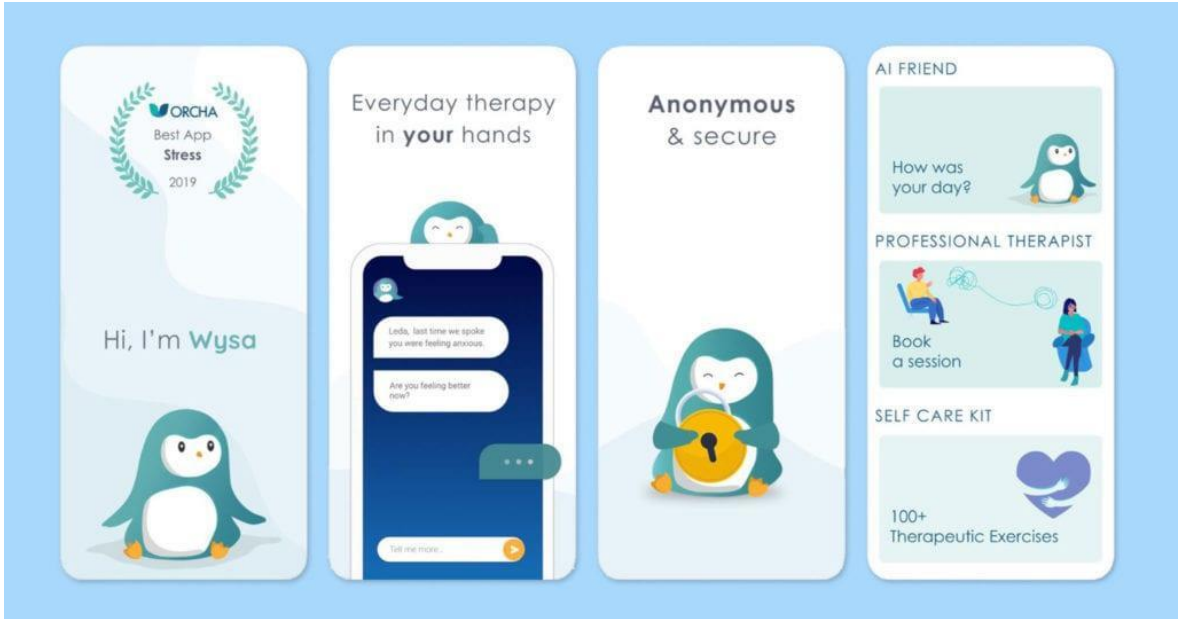 ORCHA
Best App
Stress
2019
Hi, I'm Wysa
Everyday therapy
in your hands
Leda, last time we spoke
you were feeling anxious.
Are you feeling better
now?
Tell me more...
Anonymous
& secure
AI FRIEND
How was
your day?
PROFESSIONAL THERAPIST
Book
a session
SELF CARE KIT
100+
Therapeutic Exercises